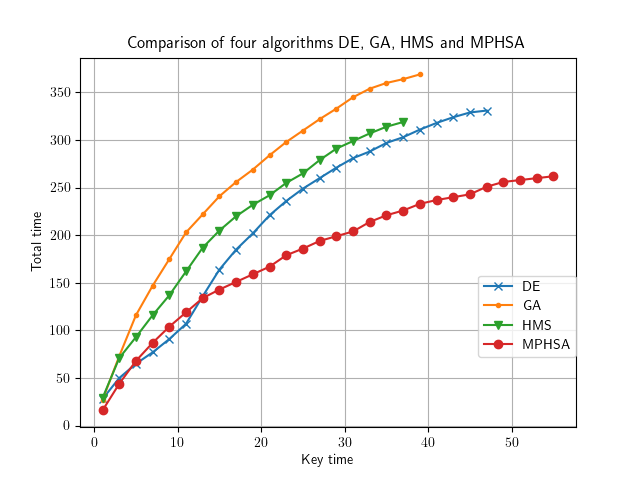 Comparison of four algorithms DE, GA, HMS and MPHSA
Total time
350
300
250
200
150
100
50
0
DE
GA
HMS
MPHSA
0 10 20 30 40 50
Key time